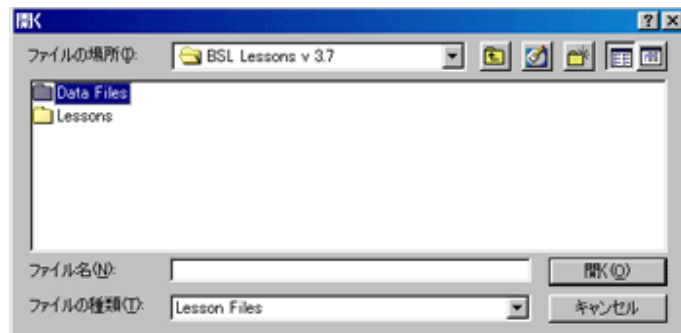 開く
ファイルの場所(I): BSL Lessons v 3.7
Data Files
Lessons
ファイル名(N): 開く(O)
ファイルの種類(T): Lesson Files キャンセル